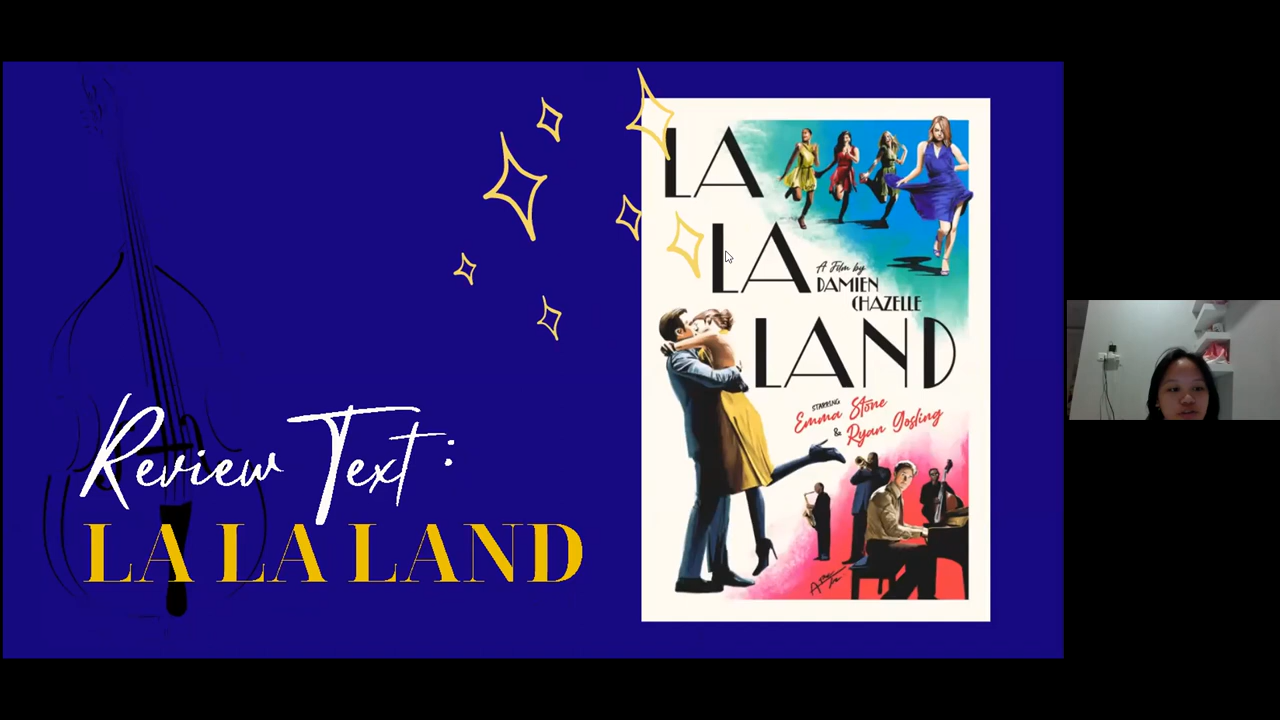 Review Text :
LA LA LAND
LA
LA
A Film by
DAMIEN
CHAZELLE
LAND
STARRING
Emma Stone
& Ryan Gosling